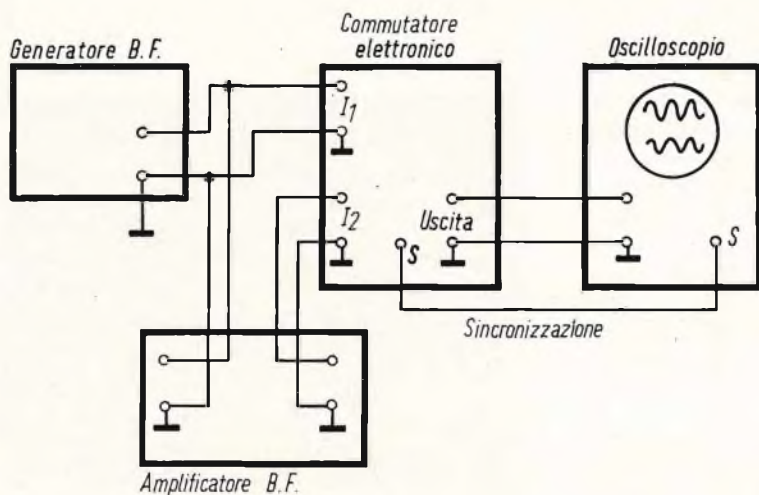 Generatore B.F.
Commutatore
elettronico
Oscilloscopio
I1
I2
Uscita
S
S
Sincronizzazione
Amplificatore B.F.